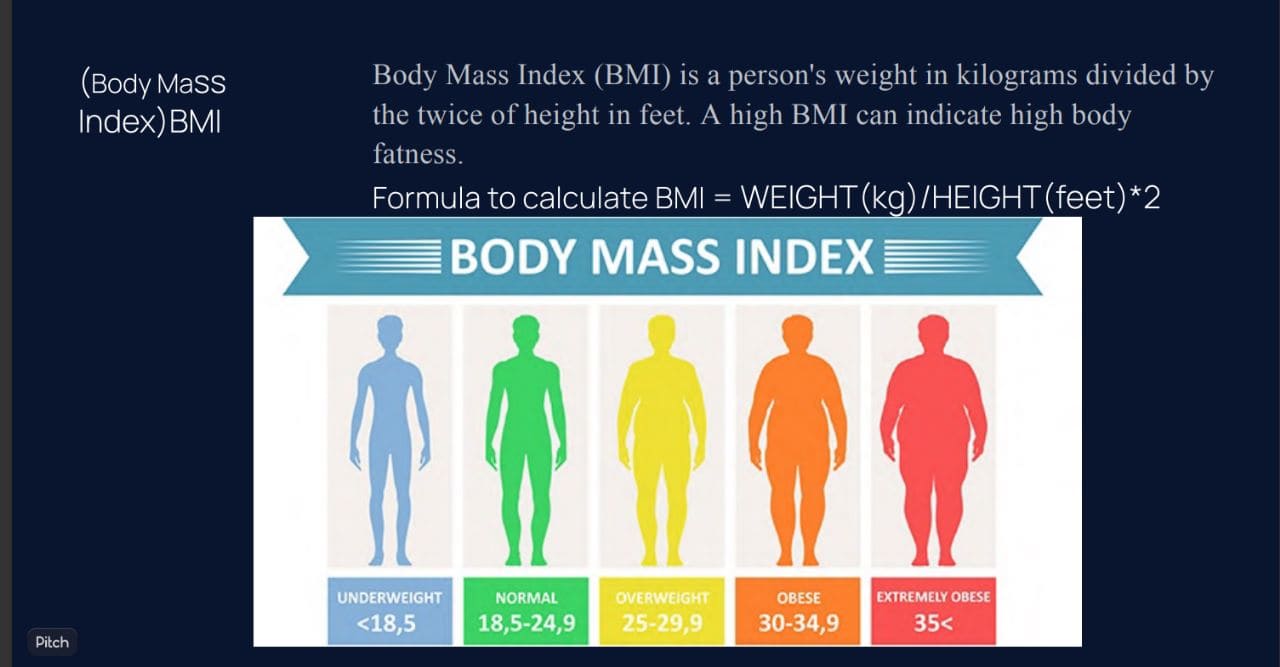 (Body Mass
Index)BMI
Body Mass Index (BMI) is a person's weight in kilograms divided by
the twice of height in feet. A high BMI can indicate high body
fatness.
Formula to calculate BMI = WEIGHT(kg)/HEIGHT(feet)*2
BODY MASS INDEX
UNDERWEIGHT
<18,5
NORMAL
18,5-24,9
OVERWEIGHT
25-29,9
OBESE
30-34,9
EXTREMELY OBESE
35<
Pitch